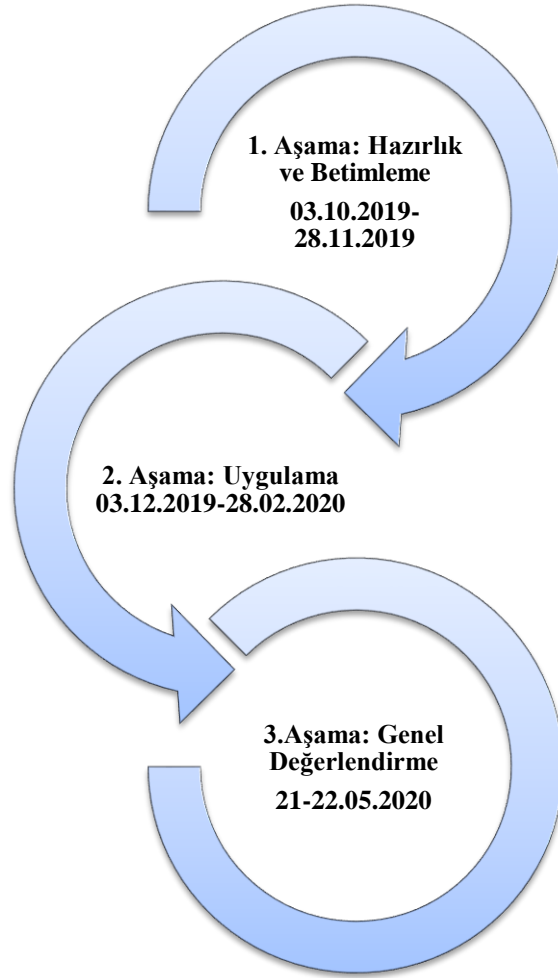 1. Aşama: Hazırlık
ve Betimleme
03.10.2019-
28.11.2019
2. Aşama: Uygulama
03.12.2019-28.02.2020
3.Aşama: Genel
Değerlendirme
21-22.05.2020